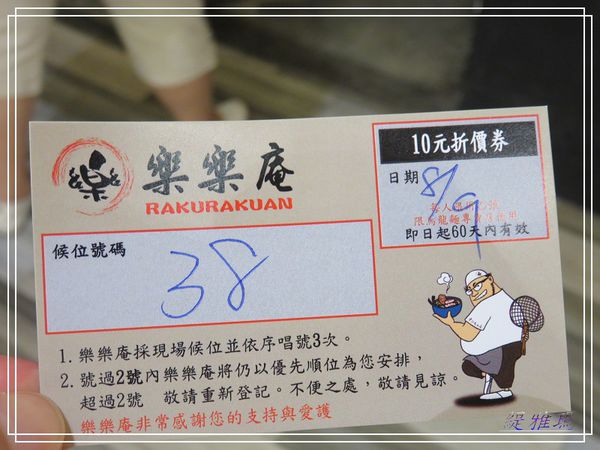 樂樂庵
RAKURAKUAN
10元折價券
日期 8/9
即日起60天內有效
候位號碼
38
1. 樂樂庵採現場候位並依序唱號3次。
2. 號過2號內樂樂庵將仍以優先順位為您安排，
超過2號 敬請重新登記。不便之處，敬請見諒。
樂樂庵非常感謝您的支持與愛護